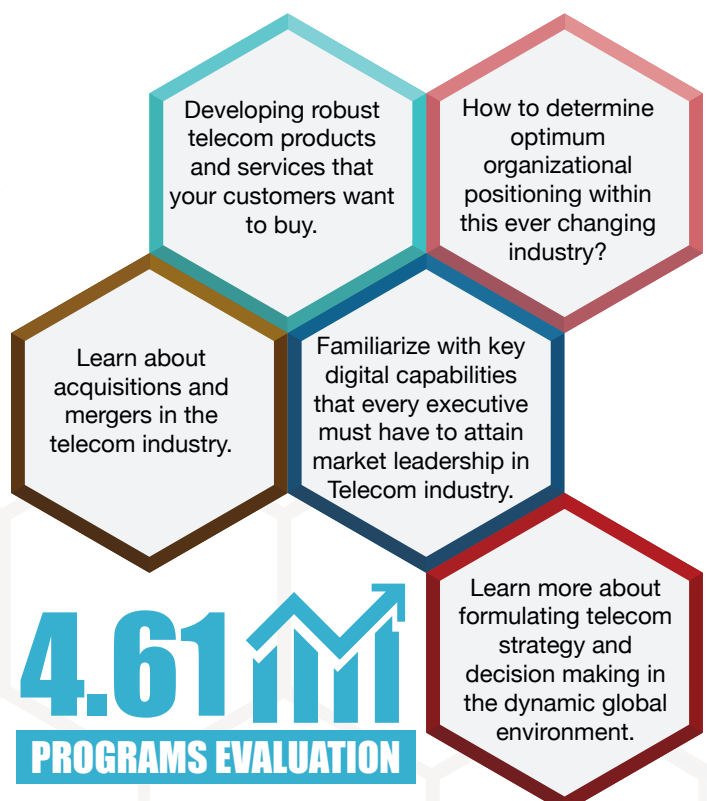 Developing robust
telecom products
and services that
your customers want
to buy.
How to determine
optimum
organizational
positioning within
this ever changing
industry?
Learn about
acquisitions and
mergers in the
telecom industry.
Familiarize with key
digital capabilities
that every executive
must have to attain
market leadership in
Telecom industry.
Learn more about
formulating telecom
strategy and
decision making in
the dynamic global
environment.
4.61
PROGRAMS EVALUATION